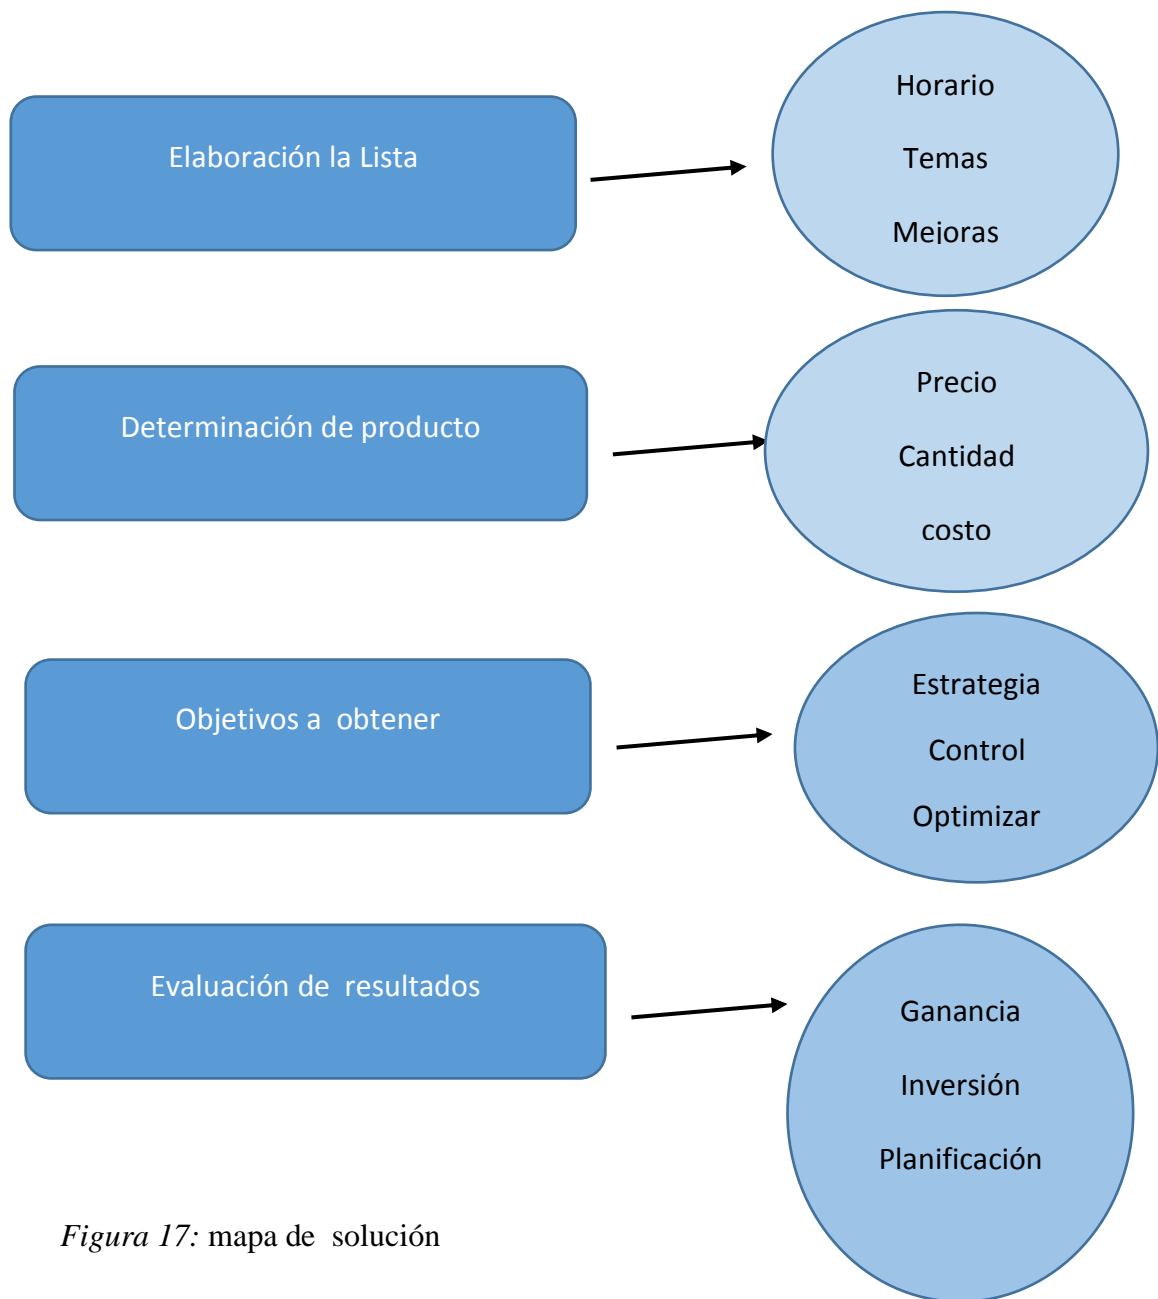 Elaboración la Lista
Horario
Temas
Mejoras
Determinación de producto
Precio
Cantidad
costo
Objetivos a  obtener
Estrategia
Control
Optimizar
Evaluación de  resultados
Ganancia
Inversión
Planificación
Figura 17: mapa de  solución